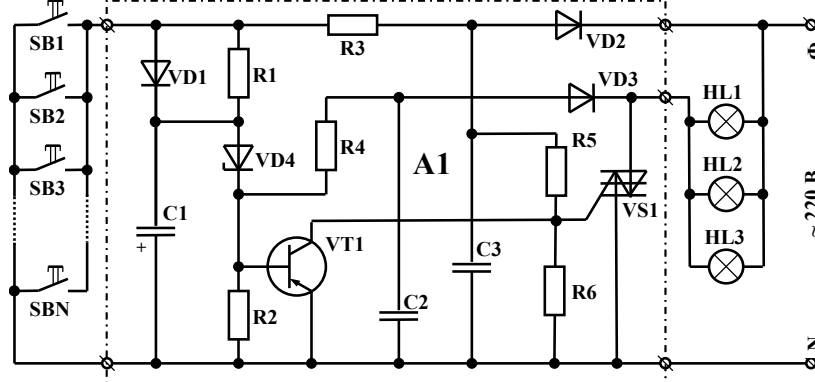 SB1
SB2
SB3
SBN
VD1
R1
R3
VD2
Ф
VD3
VD4
R4
A1
R5
HL1
HL2
HL3
VS1
≈220 В
C1
+
VT1
C3
R2
C2
R6
N